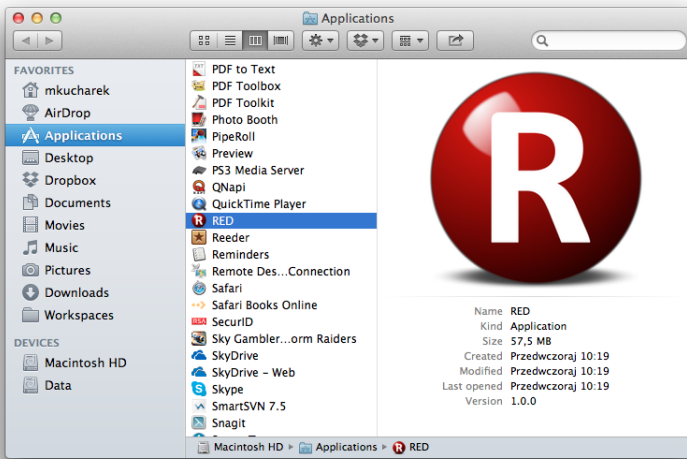 Applications
FAVORITES
mkucharek
AirDrop
Applications
Desktop
Dropbox
Documents
Movies
Music
Pictures
Downloads
Workspaces
DEVICES
Macintosh HD
Data
PDF to Text
PDF Toolbox
PDF Toolkit
Photo Booth
PipeRoll
Preview
PS3 Media Server
QNapi
QuickTime Player
RED
Reeder
Reminders
Remote Des...Connection
Safari
Safari Books Online
SecurID
Sky Gambler...orm Raiders
SkyDrive
SkyDrive - Web
Skype
SmartSVN 7.5
Snagit
R
Name RED
Kind Application
Size 57,5 MB
Created Przedwczoraj 10:19
Modified Przedwczoraj 10:19
Last opened Przedwczoraj 10:19
Version 1.0.0
Macintosh HD ▸ Applications ▸ RED